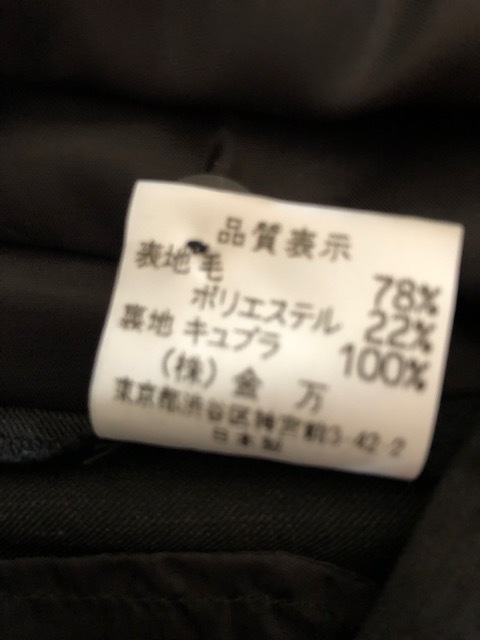 品質表示
表地 毛 78%
ポリエステル 22%
裏地 キュプラ 100%
(株) 金 万
東京都渋谷区神宮前3-42-2
日本製